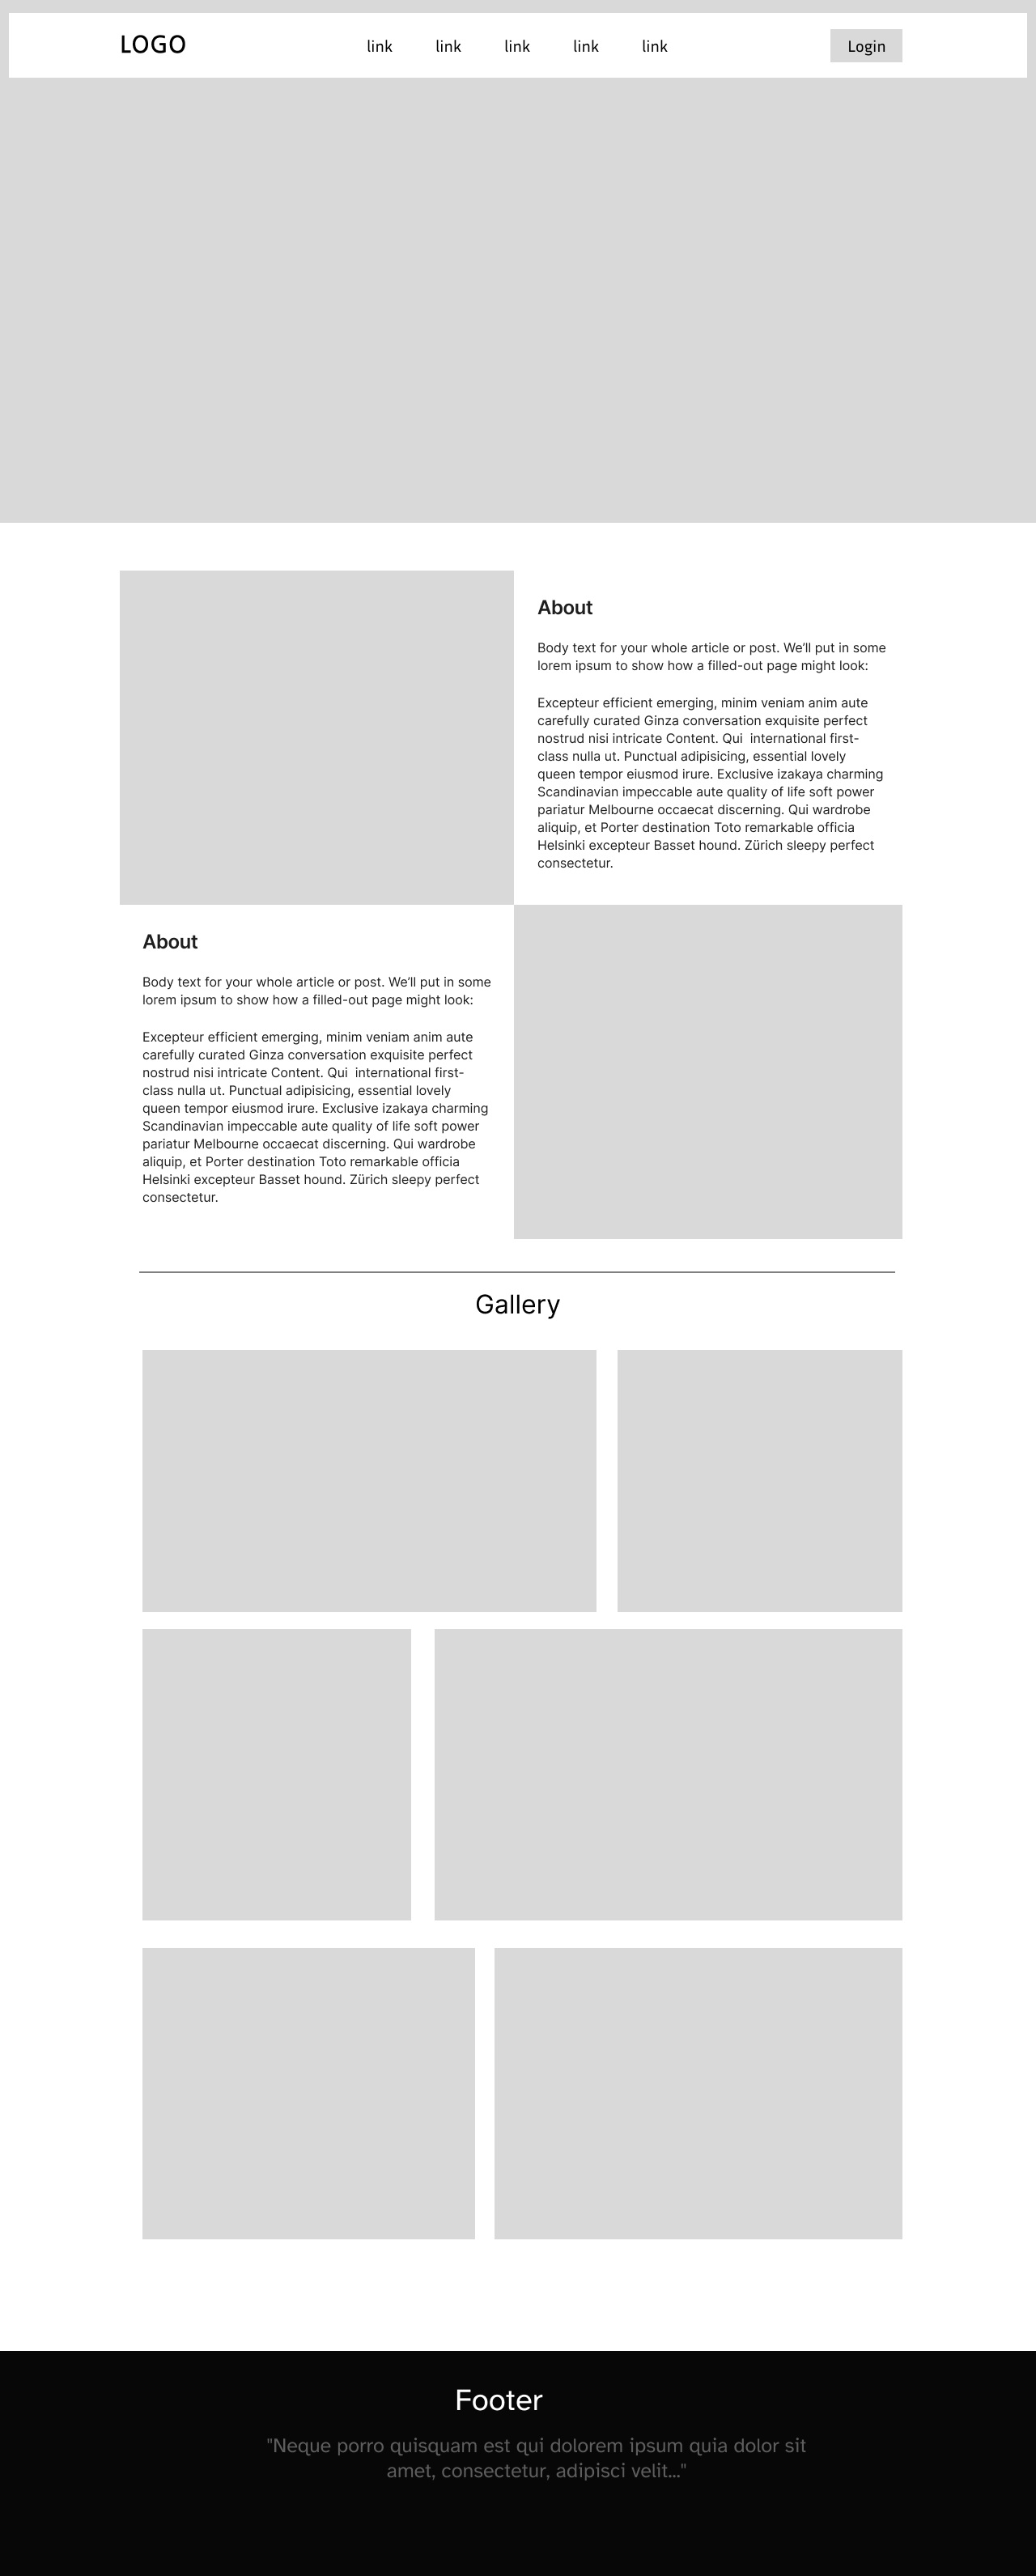 LOGO
link
link
link
link
link
Login
About
Body text for your whole article or post. We’ll put in some
lorem ipsum to show how a filled-out page might look:
Excepteur efficient emerging, minim veniam anim aute
carefully curated Ginza conversation exquisite perfect
nostrud nisi intricate Content. Qui  international first-
class nulla ut. Punctual adipisicing, essential lovely
queen tempor eiusmod irure. Exclusive izakaya charming
Scandinavian impeccable aute quality of life soft power
pariatur Melbourne occaecat discerning. Qui wardrobe
aliquip, et Porter destination Toto remarkable officia
Helsinki excepteur Basset hound. Zürich sleepy perfect
consectetur.
About
Body text for your whole article or post. We’ll put in some
lorem ipsum to show how a filled-out page might look:
Excepteur efficient emerging, minim veniam anim aute
carefully curated Ginza conversation exquisite perfect
nostrud nisi intricate Content. Qui  international first-
class nulla ut. Punctual adipisicing, essential lovely
queen tempor eiusmod irure. Exclusive izakaya charming
Scandinavian impeccable aute quality of life soft power
pariatur Melbourne occaecat discerning. Qui wardrobe
aliquip, et Porter destination Toto remarkable officia
Helsinki excepteur Basset hound. Zürich sleepy perfect
consectetur.
Gallery
Footer
"Neque porro quisquam est qui dolorem ipsum quia dolor sit
amet, consectetur, adipisci velit..."